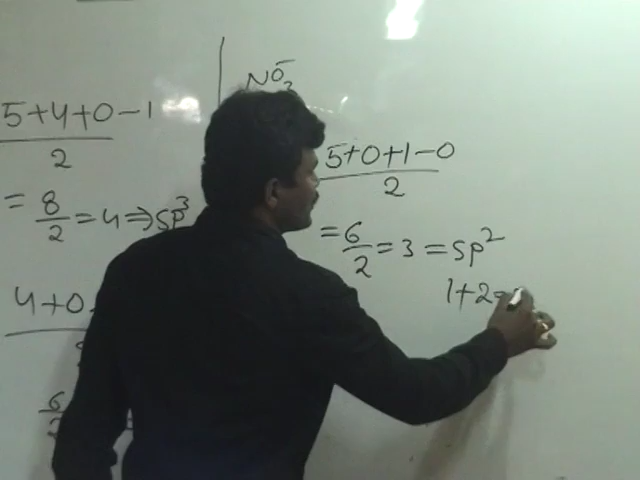 5+4+0-1
2
= 8/2 = 4 ⇒ sp³
4+0
6
NO₃⁻
5+0+1-0
2
= 6/2 = 3 = sp²
1+2=